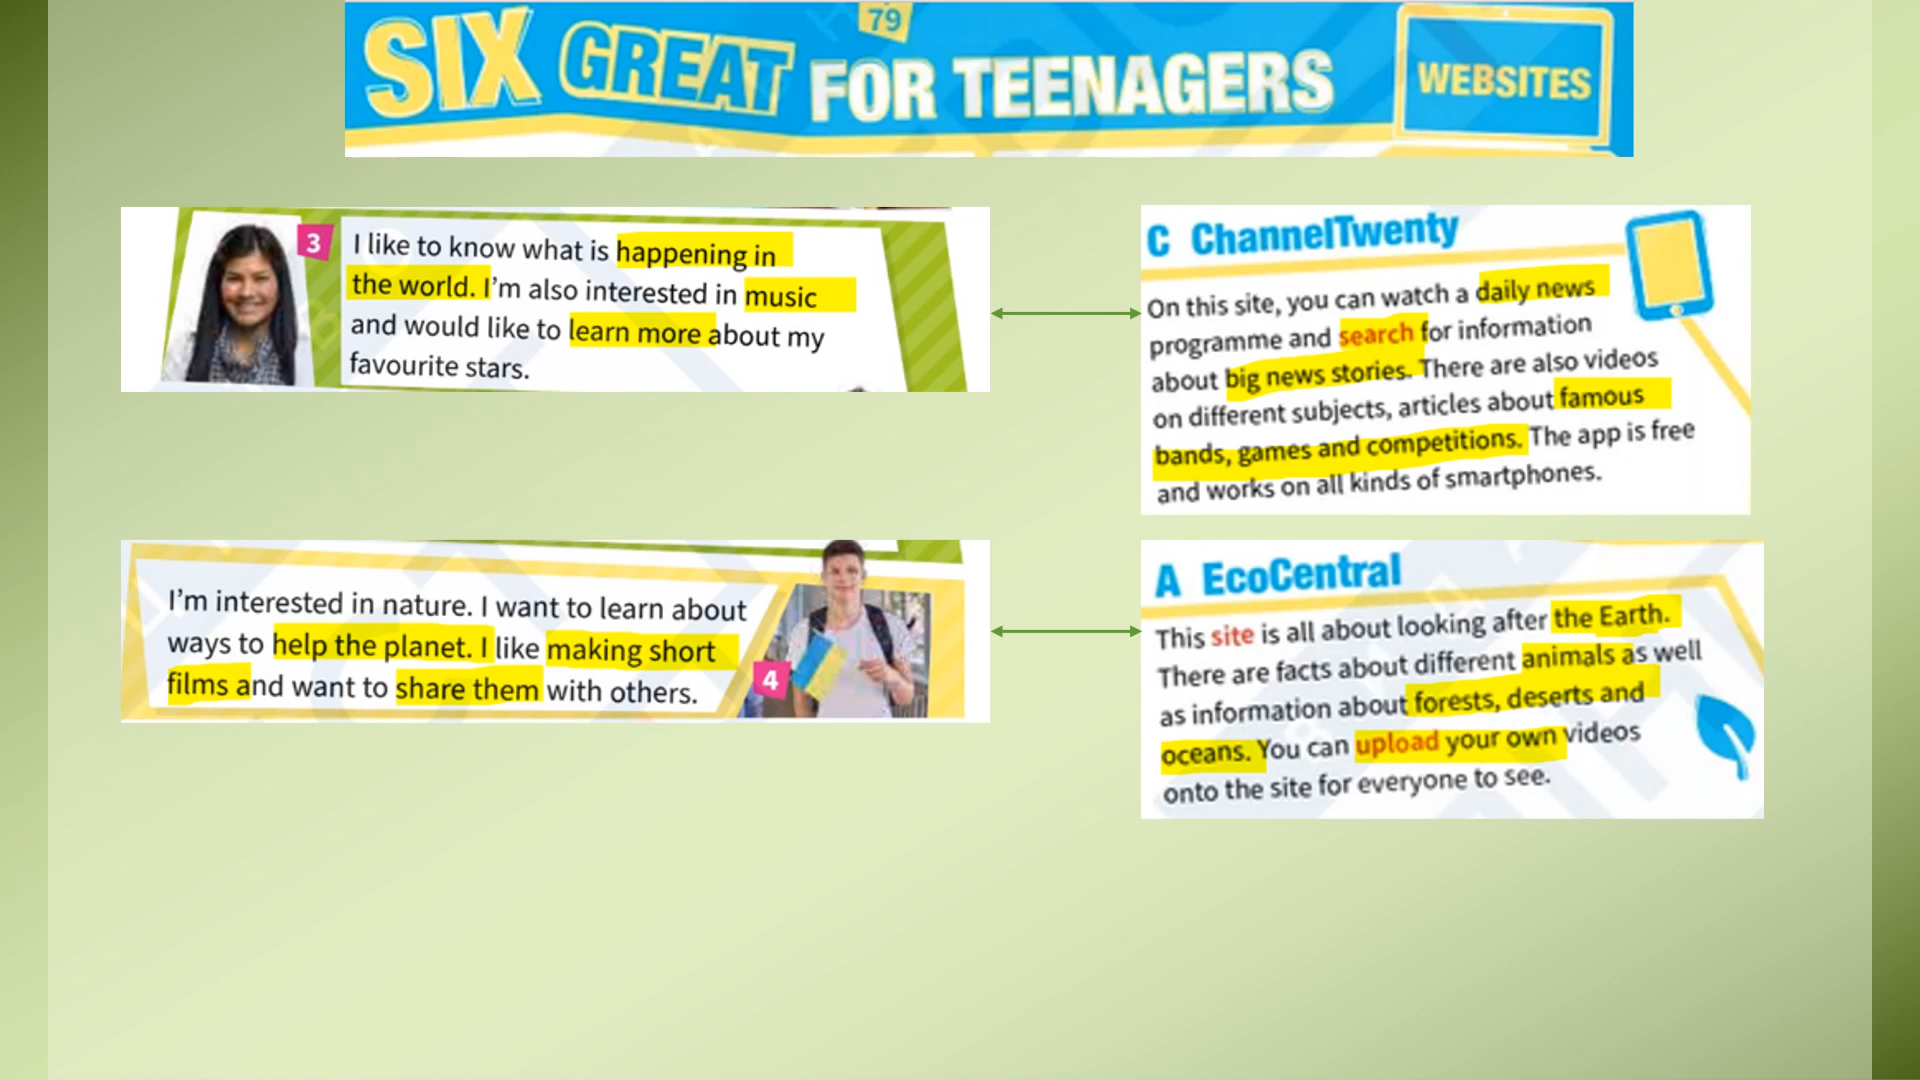 79
SIX GREAT FOR TEENAGERS
WEBSITES
3
I like to know what is happening in
the world. I'm also interested in music
and would like to learn more about my
favourite stars.
C ChannelTwenty
On this site, you can watch a daily news
programme and search for information
about big news stories. There are also videos
on different subjects, articles about famous
bands, games and competitions. The app is free
and works on all kinds of smartphones.
I'm interested in nature. I want to learn about
ways to help the planet. I like making short
films and want to share them with others.
4
A EcoCentral
This site is all about looking after the Earth.
There are facts about different animals as well
as information about forests, deserts and
oceans. You can upload your own videos
onto the site for everyone to see.